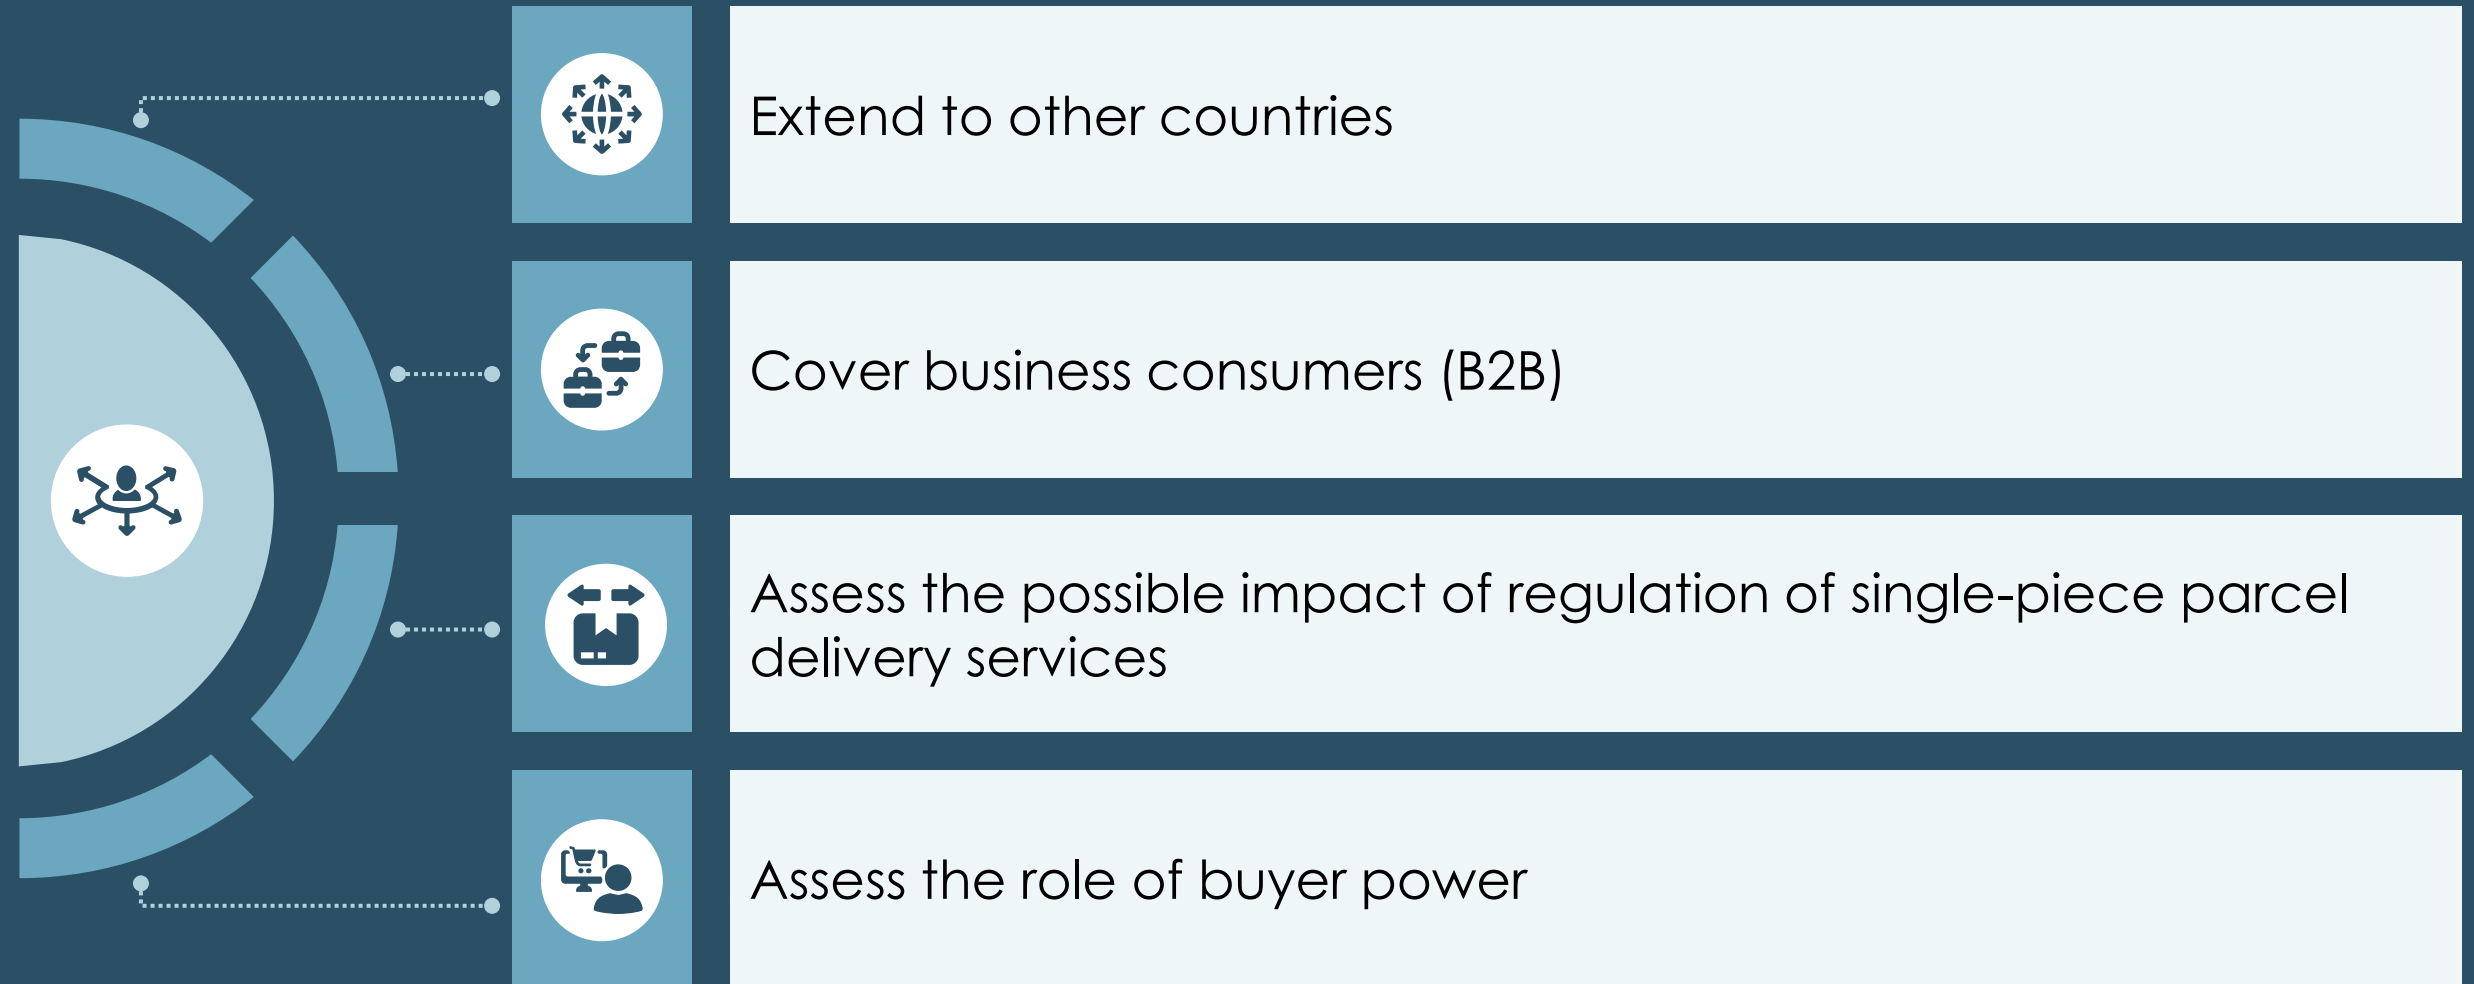 Extend to other countries
Cover business consumers (B2B)
Assess the possible impact of regulation of single-piece parcel
delivery services
Assess the role of buyer power